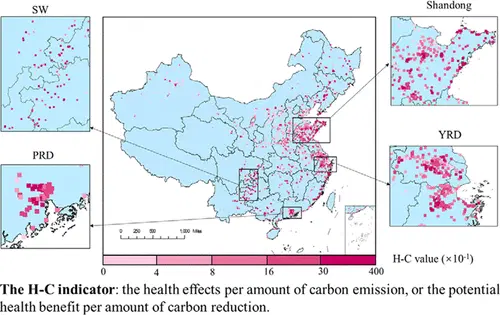 SW
Shandong
PRD
YRD
0 250 500 1,000 Miles
H-C value (×10-1)
0 4 8 16 30 400
The H-C indicator: the health effects per amount of carbon emission, or the potential
health benefit per amount of carbon reduction.